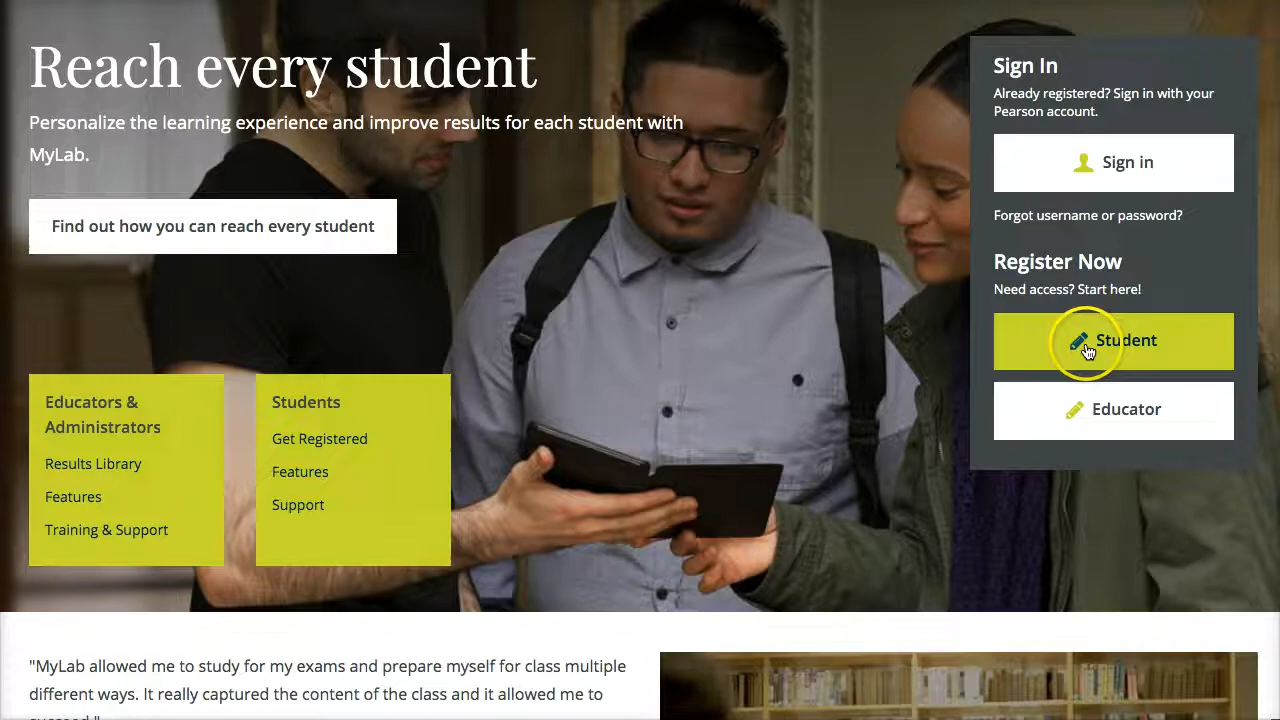 Reach every student
Personalize the learning experience and improve results for each student with
MyLab.
Find out how you can reach every student
Educators &
Administrators
Results Library
Features
Training & Support
Students
Get Registered
Features
Support
Sign In
Already registered? Sign in with your
Pearson account.
Sign in
Forgot username or password?
Register Now
Need access? Start here!
Student
Educator
"MyLab allowed me to study for my exams and prepare myself for class multiple
different ways. It really captured the content of the class and it allowed me to